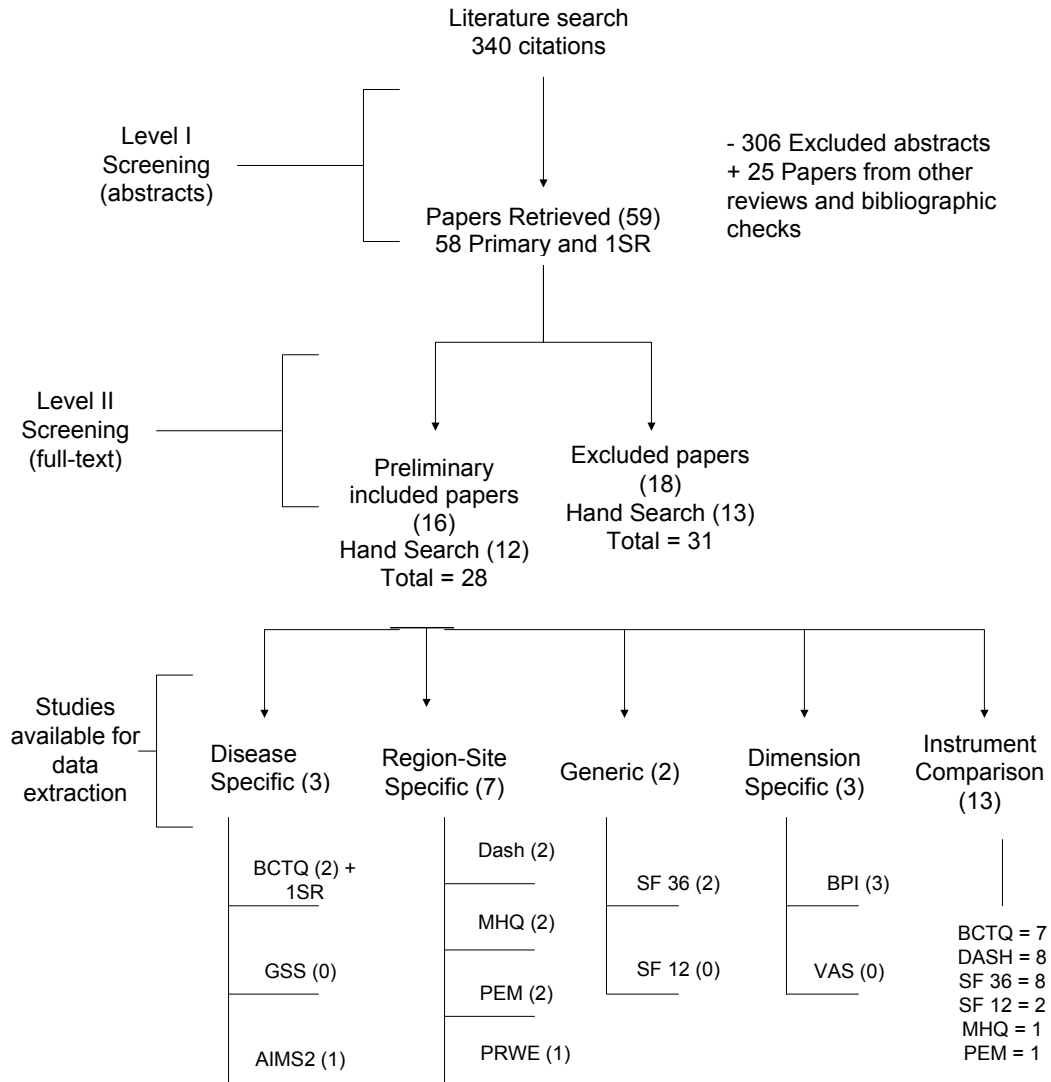 Literature search
340 citations
Level I
Screening
(abstracts)
- 306 Excluded abstracts
+ 25 Papers from other
reviews and bibliographic
checks
Papers Retrieved (59)
58 Primary and 1SR
Level II
Screening
(full-text)
Preliminary
included papers
(16)
Hand Search (12)
Total = 28
Excluded papers
(18)
Hand Search (13)
Total = 31
Studies
available for
data
extraction
Disease
Specific (3)
Region-Site
Specific (7)
Generic (2)
Dimension
Specific (3)
Instrument
Comparison
(13)
BCTQ (2) +
1SR
GSS (0)
AIMS2 (1)
Dash (2)
MHQ (2)
PEM (2)
PRWE (1)
SF 36 (2)
SF 12 (0)
BPI (3)
VAS (0)
BCTQ = 7
DASH = 8
SF 36 = 8
SF 12 = 2
MHQ = 1
PEM = 1